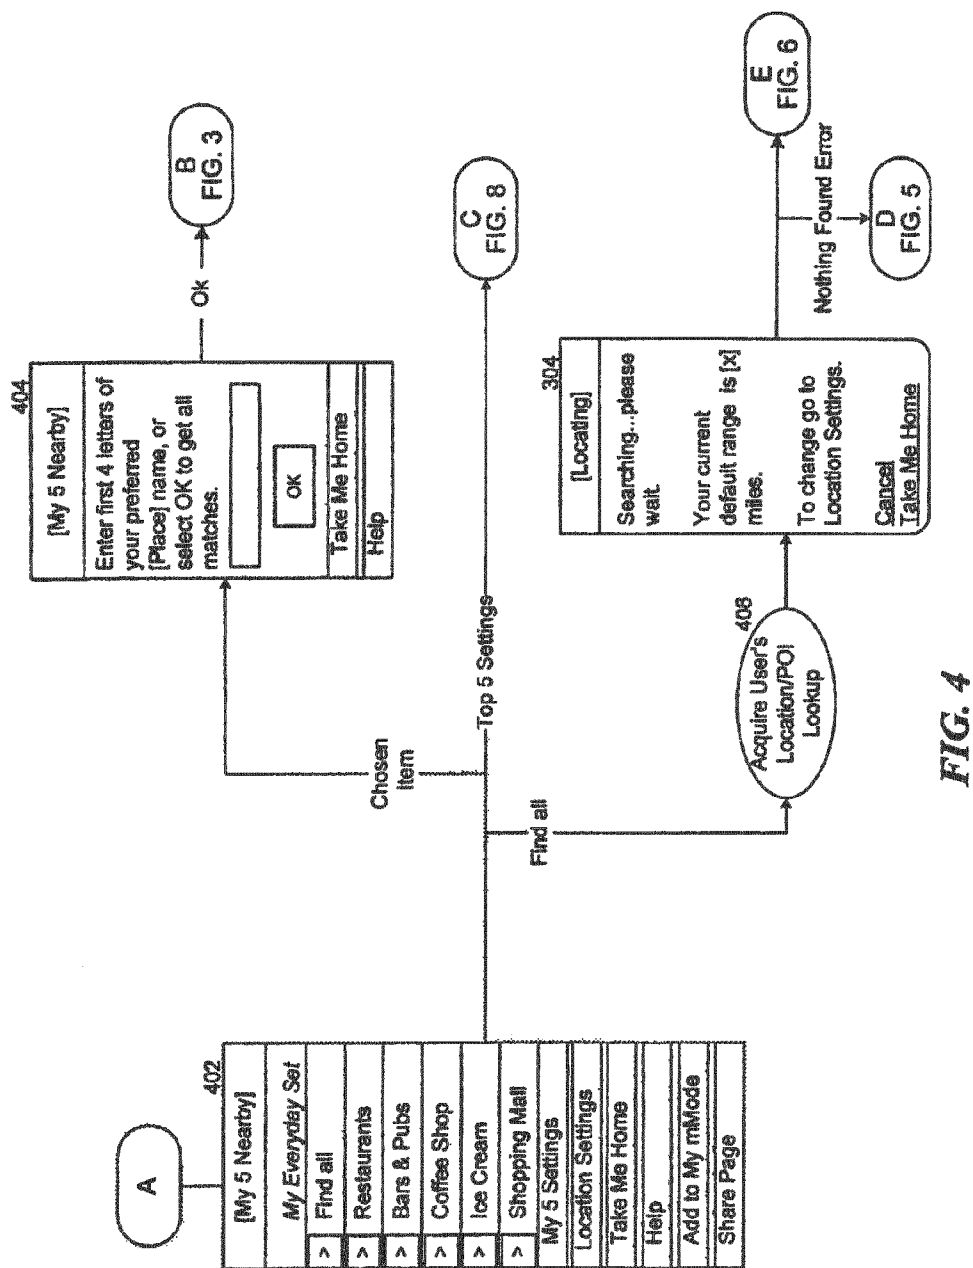 A
402
[My 5 Nearby]
My Everyday Set
> Find all
> Restaurants
> Bars & Pubs
> Coffee Shop
> Ice Cream
> Shopping Mall
My 5 Settings
Location Settings
Take Me Home
Help
Add to My mMode
Share Page
Chosen
Item
Top 5 Settings
Find all
404
[My 5 Nearby]
Enter first 4 letters of
your preferred
[Place] name, or
select OK to get all
matches.
OK
Take Me Home
Help
Ok
B
FIG. 3
C
FIG. 8
408
Acquire User's
Location/POI
Lookup
304
[Locating]
Searching...please
wait.
Your current
default range is [x]
miles.
To change go to
Location Settings.
Cancel
Take Me Home
Nothing Found Error
E
FIG. 6
D
FIG. 5
FIG. 4